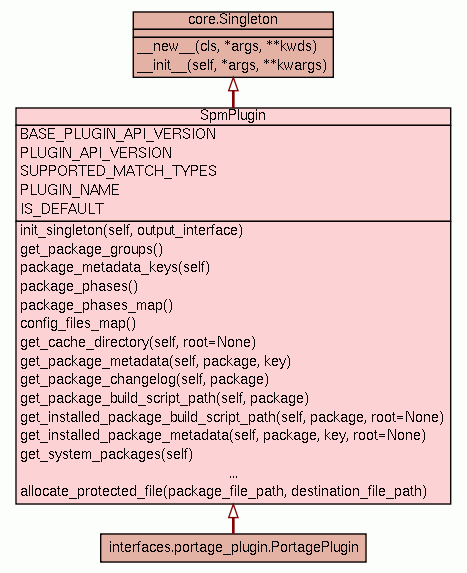 core.Singleton
__new__(cls, *args, **kwds)
__init__(self, *args, **kwargs)
SpmPlugin
BASE_PLUGIN_API_VERSION
PLUGIN_API_VERSION
SUPPORTED_MATCH_TYPES
PLUGIN_NAME
IS_DEFAULT
init_singleton(self, output_interface)
get_package_groups()
package_metadata_keys(self)
package_phases()
package_phases_map()
config_files_map()
get_cache_directory(self, root=None)
get_package_metadata(self, package, key)
get_package_changelog(self, package)
get_package_build_script_path(self, package)
get_installed_package_build_script_path(self, package, root=None)
get_installed_package_metadata(self, package, key, root=None)
get_system_packages(self)
...
allocate_protected_file(package_file_path, destination_file_path)
interfaces.portage_plugin.PortagePlugin